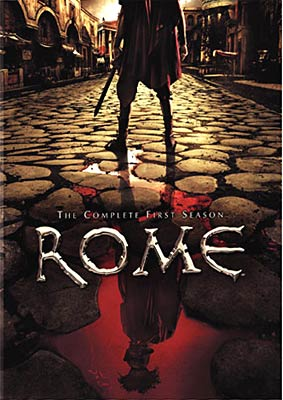 THE COMPLETE FIRST SEASON
ROME